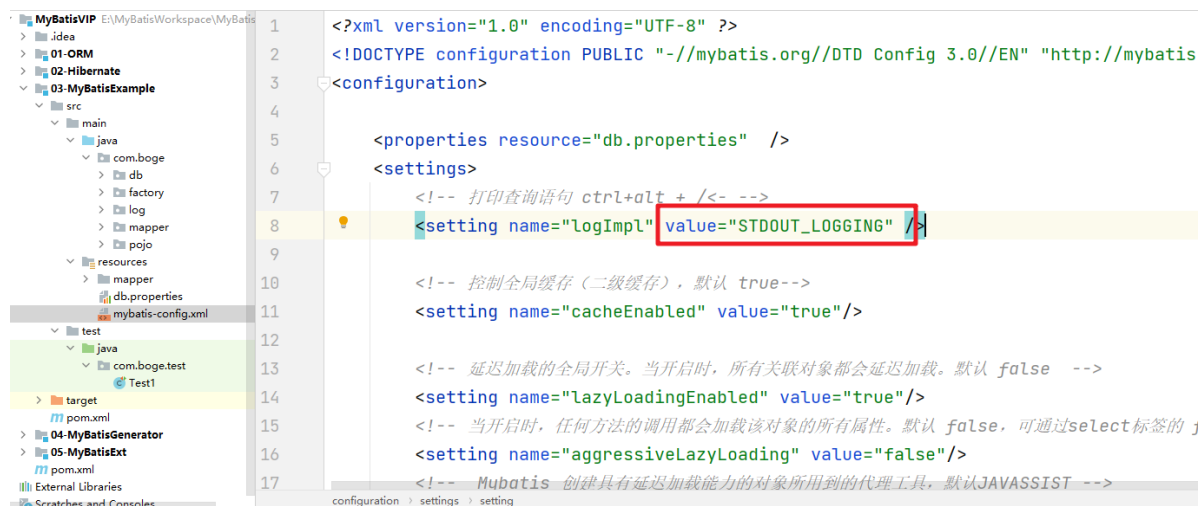 MyBatisVIP E:\MyBatisWorkspace\MyBatis
.idea
01-ORM
02-Hibernate
03-MyBatisExample
src
main
java
com.boge
db
factory
log
mapper
pojo
resources
mapper
db.properties
mybatis-config.xml
test
java
com.boge.test
Test1
target
pom.xml
04-MyBatisGenerator
05-MyBatisExt
pom.xml
External Libraries
Scratches and Consoles
1 <?xml version="1.0" encoding="UTF-8" ?>
2 <!DOCTYPE configuration PUBLIC "-//mybatis.org//DTD Config 3.0//EN" "http://mybatis
3 <configuration>
4
5 <properties resource="db.properties" />
6 <settings>
7 <!-- 打印查询语句 ctrl+alt + /<- -->
8 <setting name="logImpl" value="STDOUT_LOGGING" />
9
10 <!-- 控制全局缓存（二级缓存），默认 true-->
11 <setting name="cacheEnabled" value="true"/>
12
13 <!-- 延迟加载的全局开关。当开启时，所有关联对象都会延迟加载。默认 false -->
14 <setting name="lazyLoadingEnabled" value="true"/>
15 <!-- 当开启时，任何方法的调用都会加载该对象的所有属性。默认 false，可通过select标签的 f
16 <setting name="aggressiveLazyLoading" value="false"/>
17 <!-- Mybatis 创建具有延迟加载能力的对象所用到的代理工具，默认JAVASSIST -->
configuration › settings › setting